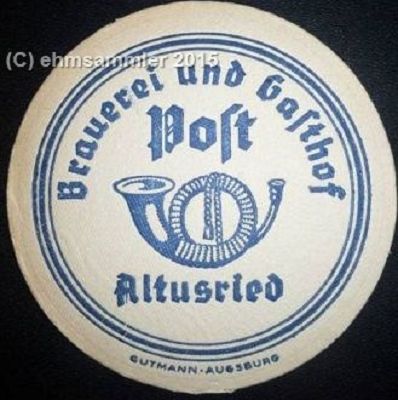 (C) ehmsammler 2015
Brauerei und Gasthof
Post
Altusried
GUTMANN-AUGSBURG